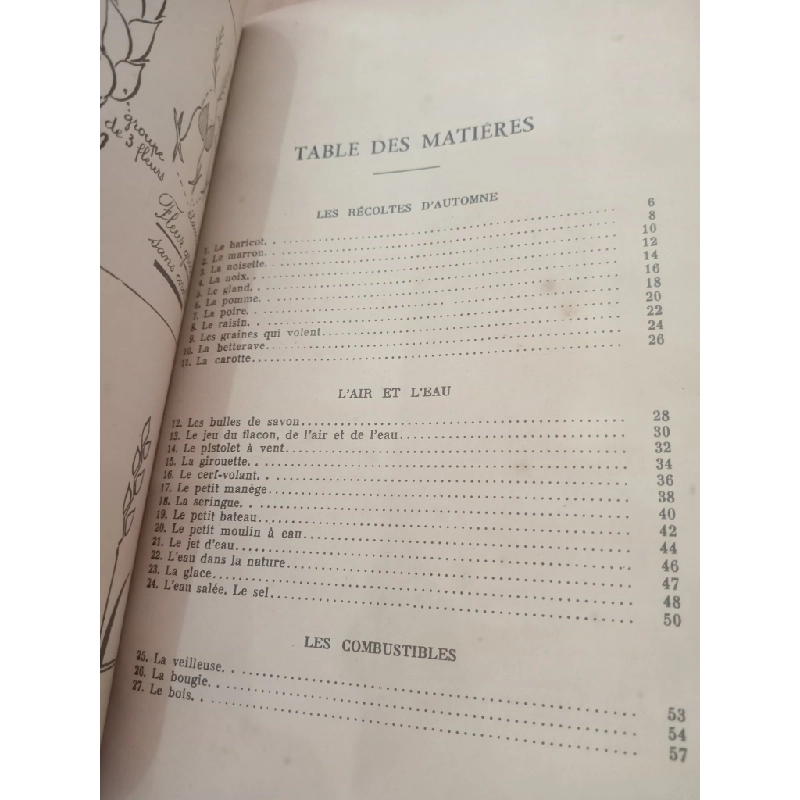 groupe
de 3 fleurs
Fleur
sans
TABLE DES MATIÈRES
LES RÉCOLTES D'AUTOMNE
1. Le haricot. . 6
2. Le marron. 8
3. La noisette. 10
4. La noix. . 12
5. Le gland. 14
6. La pomme. 16
7. La poire. 18
8. Le raisin. . 20
9. Les graines qui volent. 22
10. La betterave. 24
11. La carotte. 26
L'AIR ET L'EAU
12. Les bulles de savon. 28
13. Le jeu du flacon, de l'air et de l'eau. 30
14. Le pistolet à vent. 32
15. La girouette. . 34
16. Le cerf-volant. . 36
17. Le petit manège 38
18. La seringue. . 40
19. Le petit bateau. 42
20. Le petit moulin à eau. 44
21. Le jet d'eau. 46
22. L'eau dans la nature. 47
23. La glace. 48
24. L'eau salée. Le sel. 50
LES COMBUSTIBLES
25. La veilleuse. . 53
26. La bougie. . 54
27. Le bois. . 57